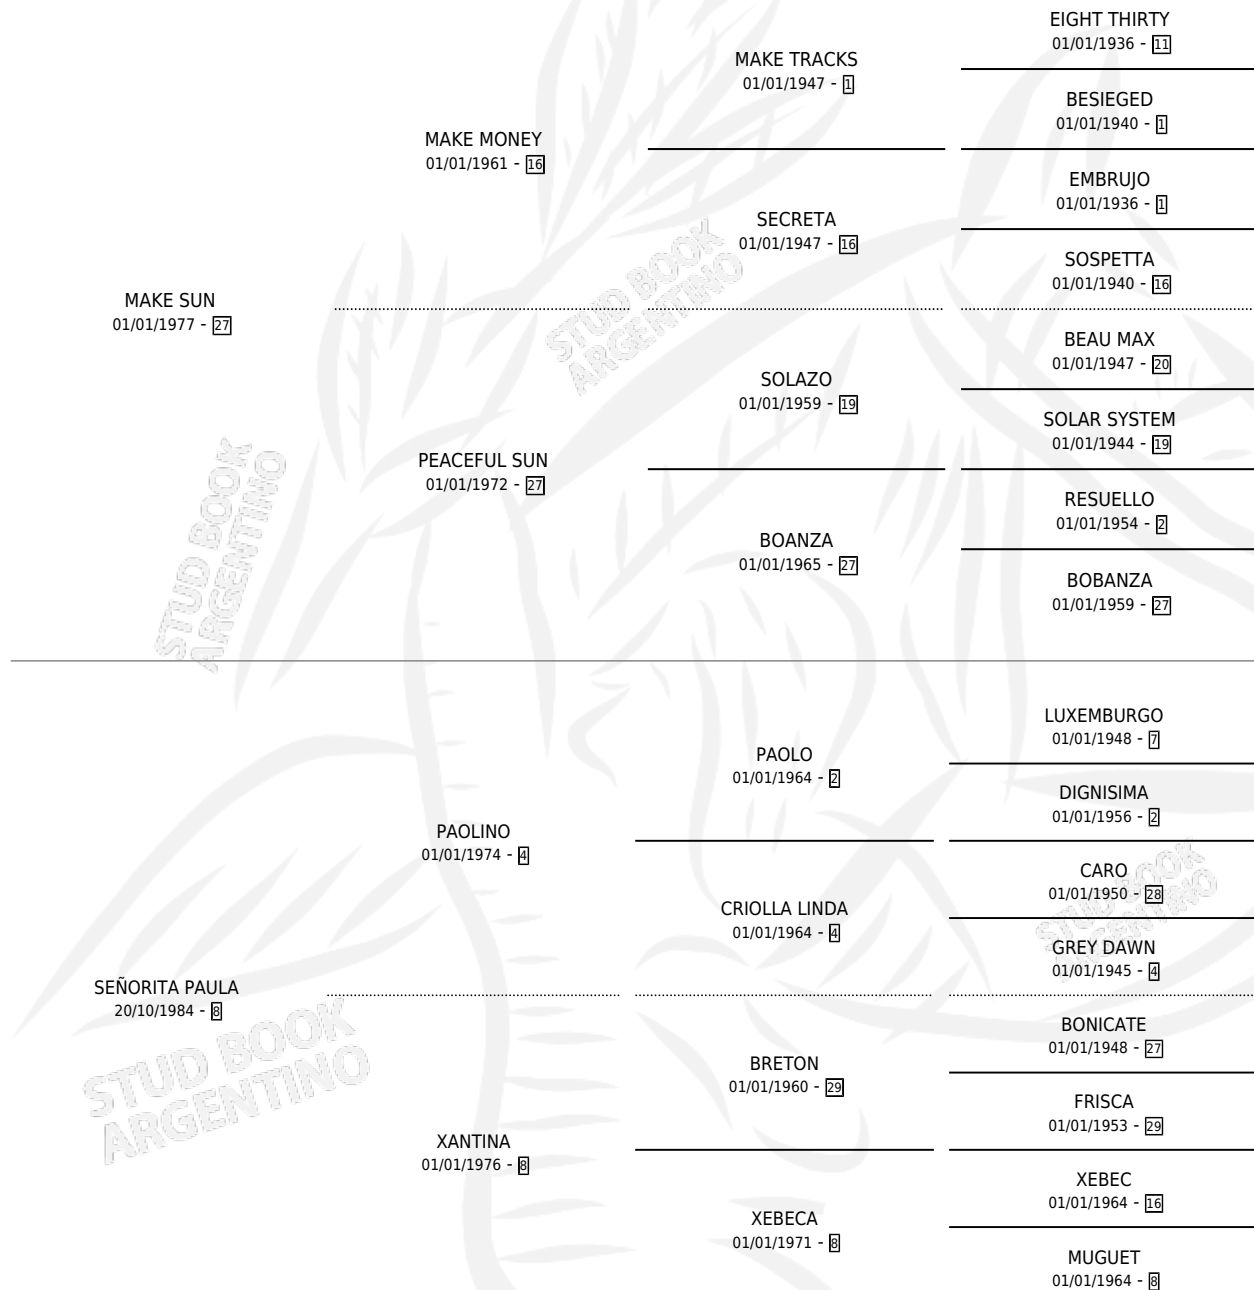 EIGHT THIRTY
01/01/1936 - 11
MAKE TRACKS
01/01/1947 - 1
BESIEGED
01/01/1940 - 1
MAKE MONEY
01/01/1961 - 16
EMBRUJO
01/01/1936 - 1
SECRETA
01/01/1947 - 16
SOSPETTA
01/01/1940 - 16
MAKE SUN
01/01/1977 - 27
BEAU MAX
01/01/1947 - 20
SOLAZO
01/01/1959 - 19
SOLAR SYSTEM
01/01/1944 - 19
PEACEFUL SUN
01/01/1972 - 27
RESUELLO
01/01/1954 - 2
BOANZA
01/01/1965 - 27
BOBANZA
01/01/1959 - 27
LUXEMBURGO
01/01/1948 - 7
PAOLO
01/01/1964 - 2
DIGNISIMA
01/01/1956 - 2
PAOLINO
01/01/1974 - 4
CARO
01/01/1950 - 28
CRIOLLA LINDA
01/01/1964 - 4
GREY DAWN
01/01/1945 - 4
SEÑORITA PAULA
20/10/1984 - 8
BONICATE
01/01/1948 - 27
BRETON
01/01/1960 - 29
FRISCA
01/01/1953 - 29
XANTINA
01/01/1976 - 8
XEBEC
01/01/1964 - 16
XEBECA
01/01/1971 - 8
MUGUET
01/01/1964 - 8
STUD BOOK
ARGENTINO
STUD BOOK
ARGENTINO
STUD BOOK
ARGENTINO
STUD BOOK
ARGENTINO